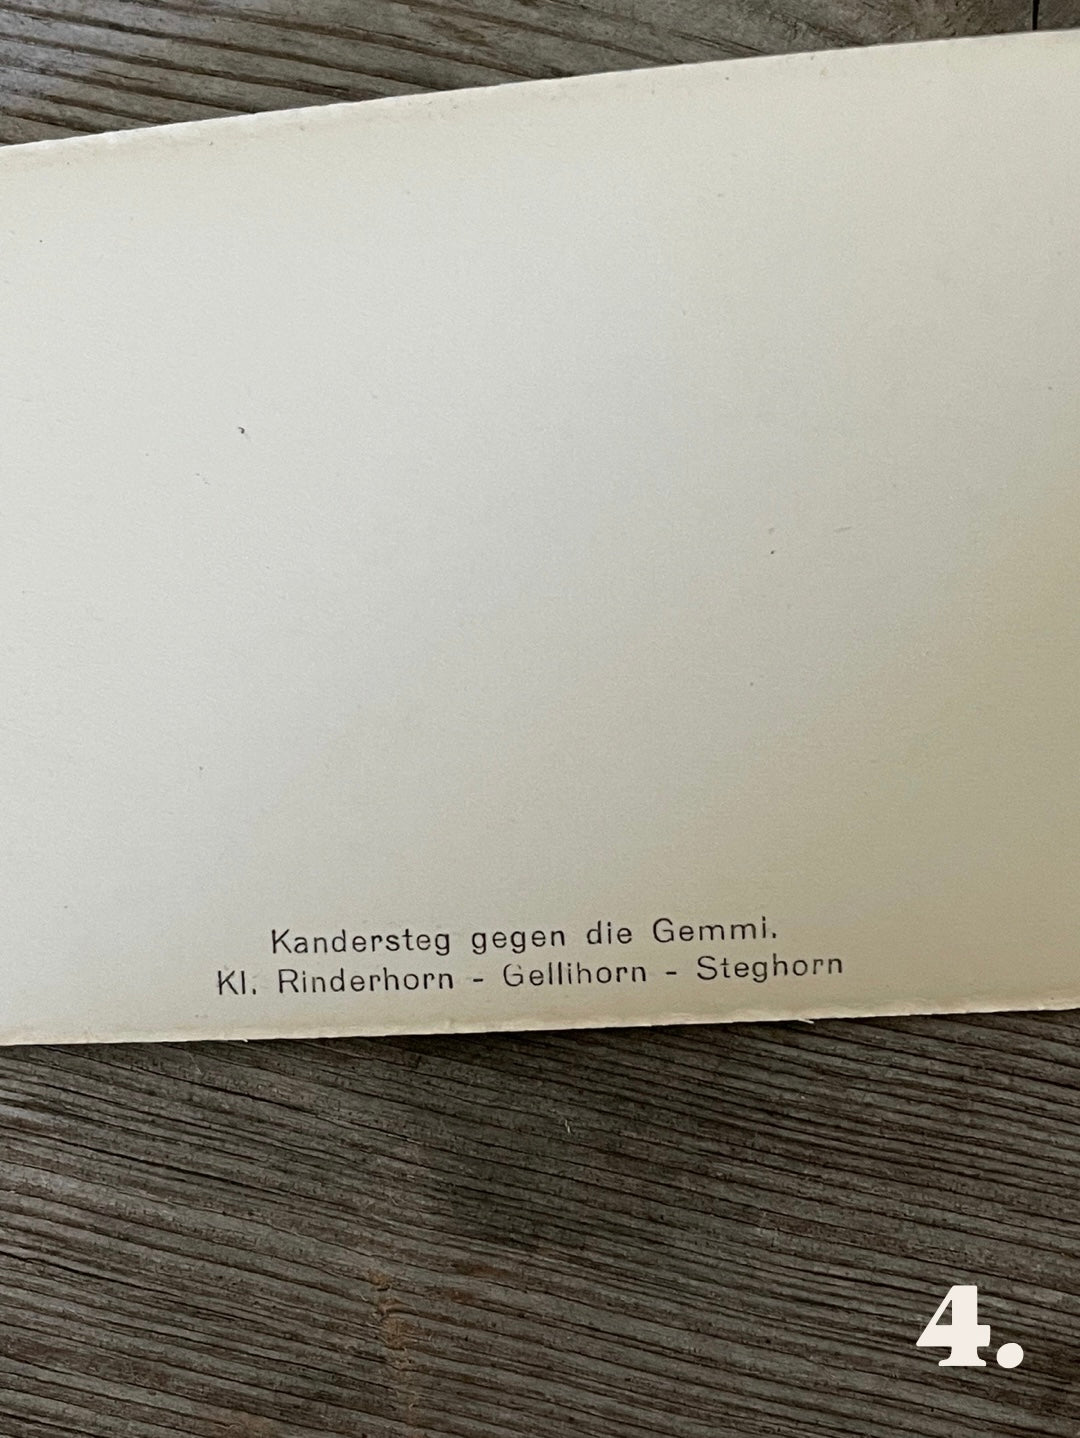 Kandersteg gegen die Gemmi.
Kl. Rinderhorn - Gellihorn - Steghorn
4.